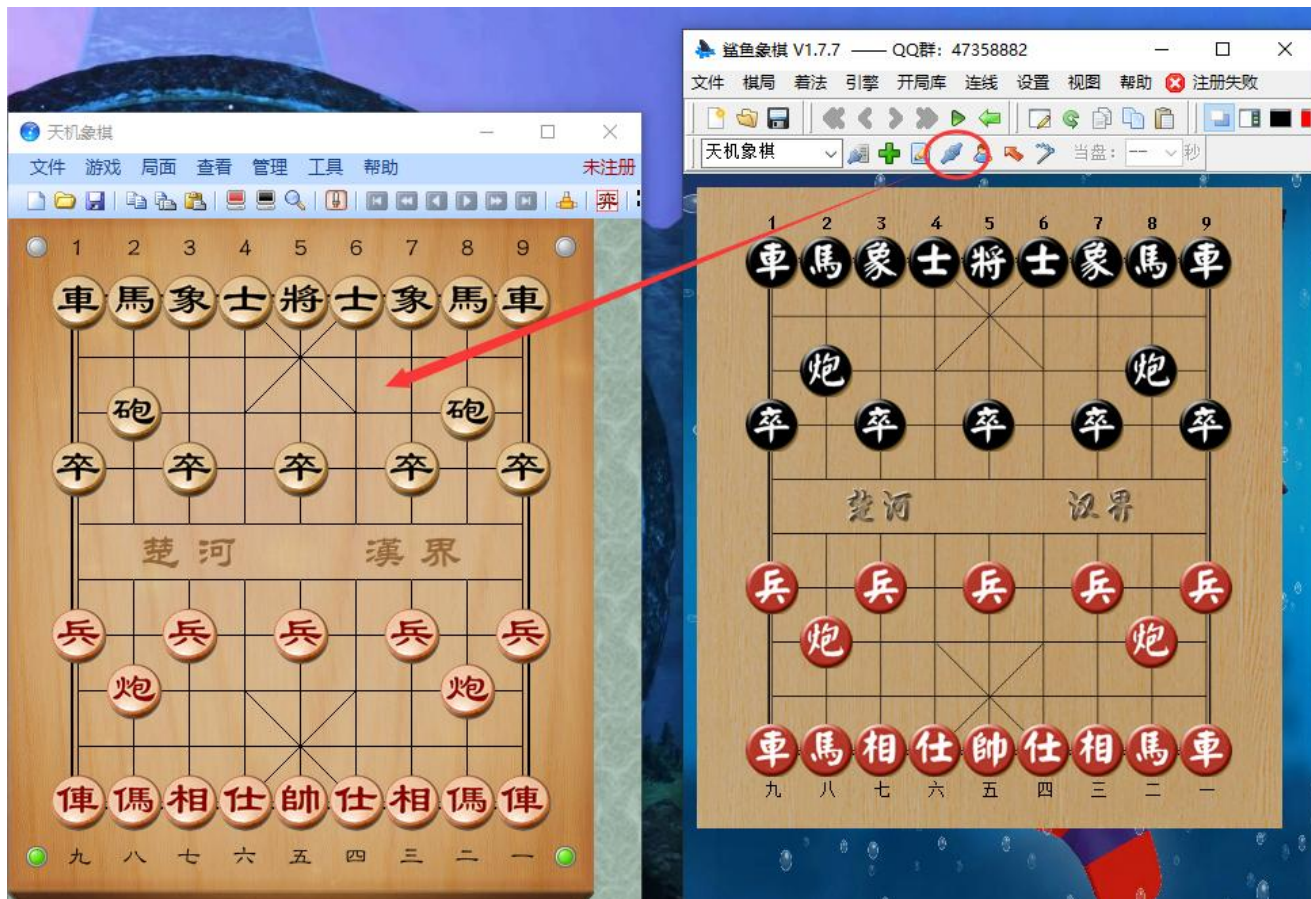 天机象棋
文件 游戏 局面 查看 管理 工具 帮助 未注册
弈
1 2 3 4 5 6 7 8 9
車 馬 象 士 將 士 象 馬 車
砲 砲
卒 卒 卒 卒 卒
楚河 漢界
兵 兵 兵 兵 兵
炮 炮
俥 傌 相 仕 帥 仕 相 傌 俥
九 八 七 六 五 四 三 二 一
鲨鱼象棋 V1.7.7 —— QQ群: 47358882
文件 棋局 着法 引擎 开局库 连线 设置 视图 帮助 注册失败
天机象棋 当盘: -- 秒
1 2 3 4 5 6 7 8 9
車 馬 象 士 將 士 象 馬 車
炮 炮
卒 卒 卒 卒 卒
楚河 汉界
兵 兵 兵 兵 兵
炮 炮
車 馬 相 仕 帥 仕 相 馬 車
九 八 七 六 五 四 三 二 一